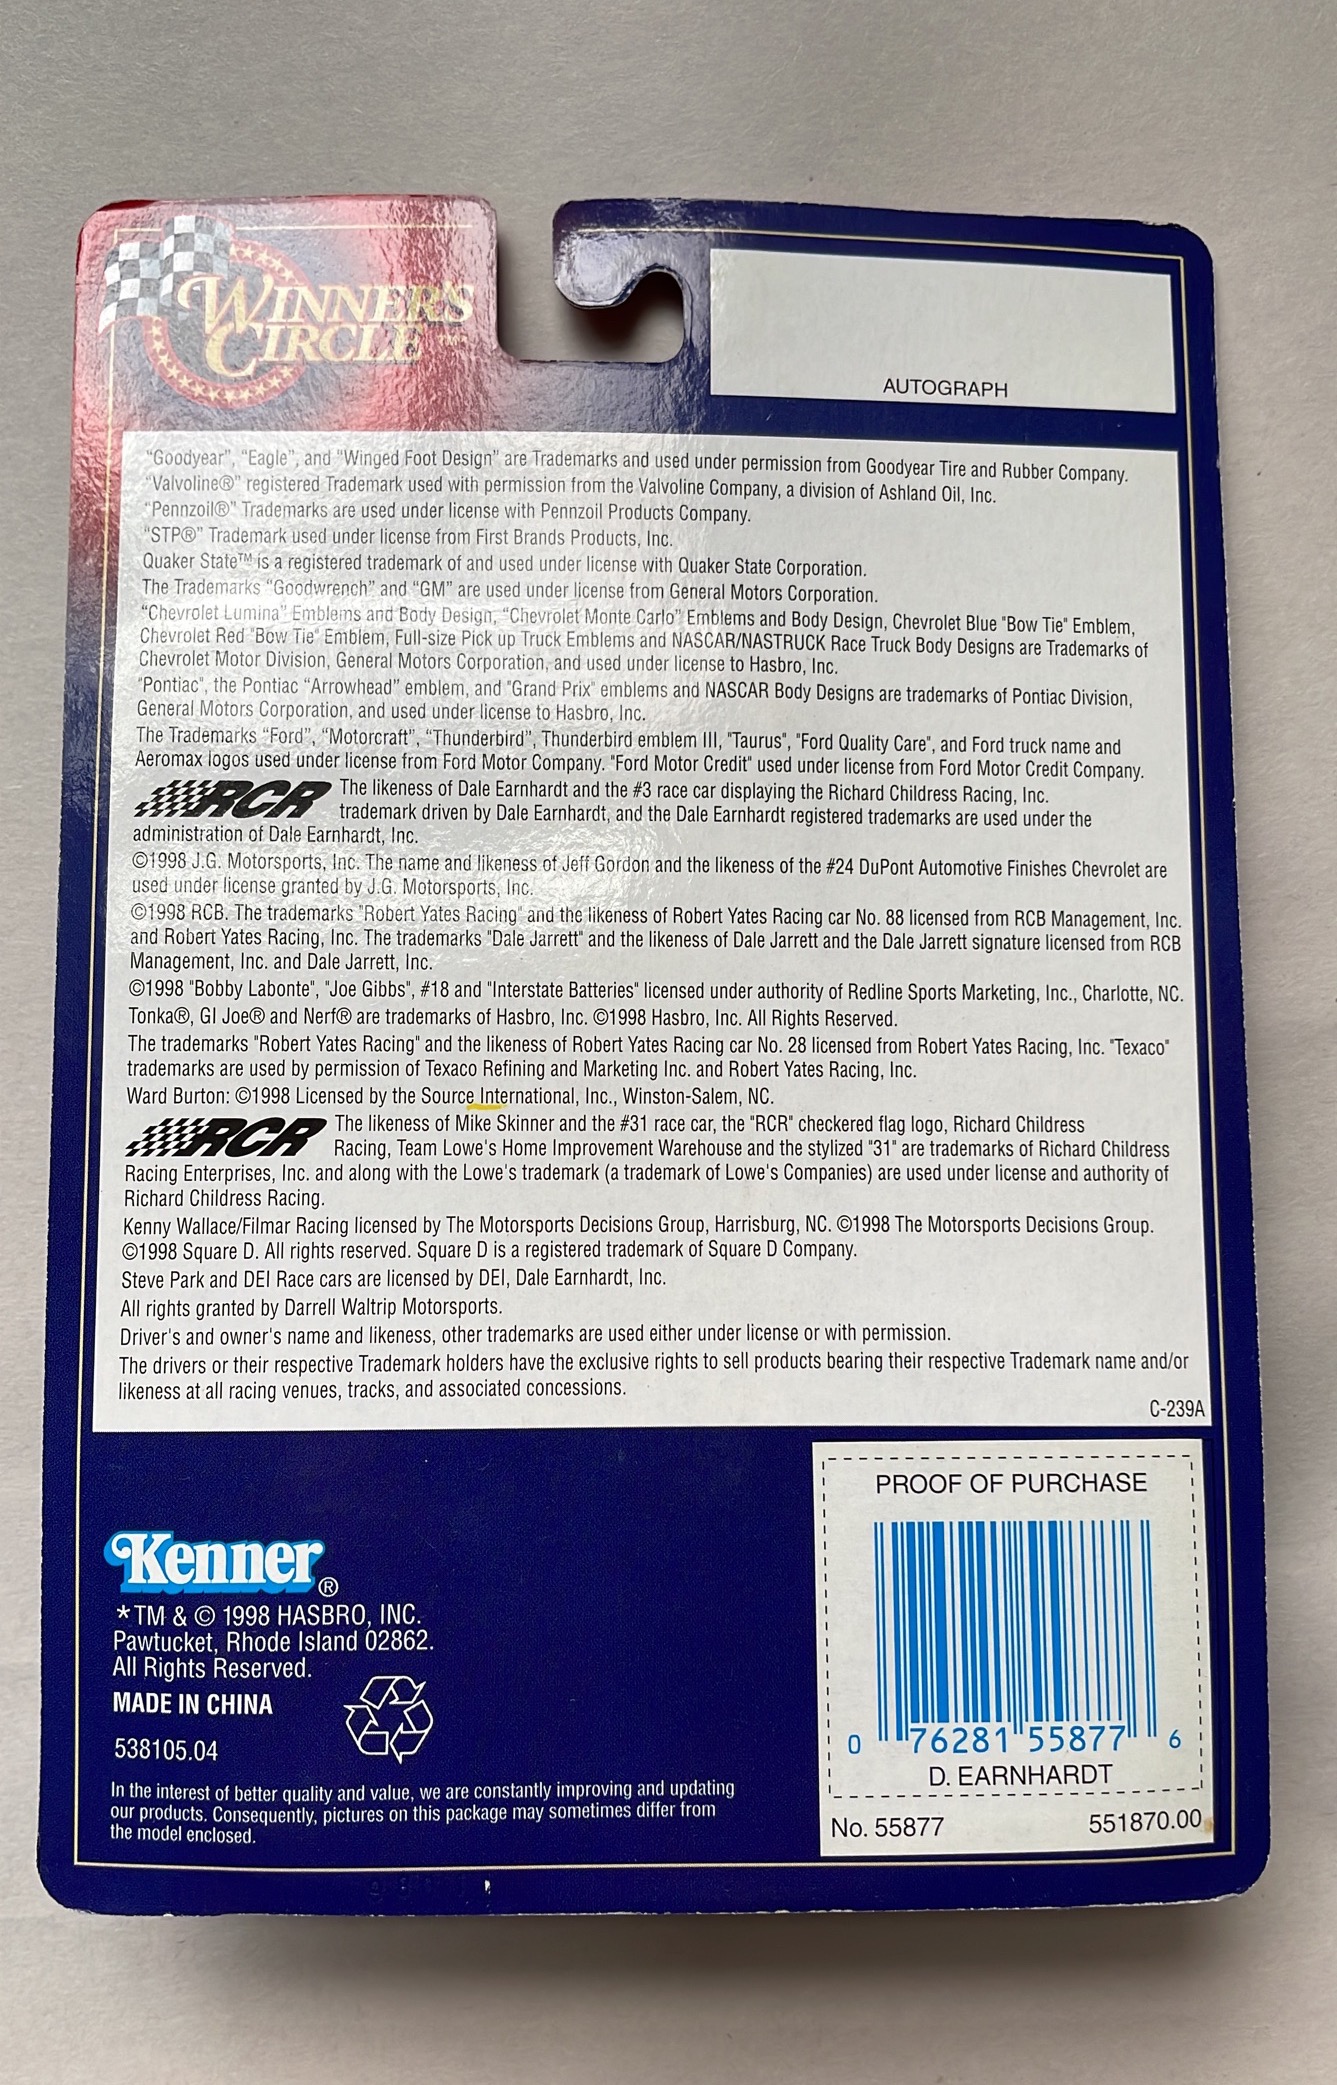 WINNER'S
CIRCLE™
AUTOGRAPH
"Goodyear", "Eagle", and "Winged Foot Design" are Trademarks and used under permission from Goodyear Tire and Rubber Company.
"Valvoline®" registered Trademark used with permission from the Valvoline Company, a division of Ashland Oil, Inc.
"Pennzoil®" Trademarks are used under license with Pennzoil Products Company.
"STP®" Trademark used under license from First Brands Products, Inc.
Quaker State™ is a registered trademark of and used under license with Quaker State Corporation.
The Trademarks "Goodwrench" and "GM" are used under license from General Motors Corporation.
"Chevrolet Lumina" Emblems and Body Design, "Chevrolet Monte Carlo" Emblems and Body Design, Chevrolet Blue "Bow Tie" Emblem,
Chevrolet Red "Bow Tie" Emblem, Full-size Pick up Truck Emblems and NASCAR/NASTRUCK Race Truck Body Designs are Trademarks of
Chevrolet Motor Division, General Motors Corporation, and used under license to Hasbro, Inc.
"Pontiac", the Pontiac "Arrowhead" emblem, and "Grand Prix" emblems and NASCAR Body Designs are trademarks of Pontiac Division,
General Motors Corporation, and used under license to Hasbro, Inc.
The Trademarks "Ford", "Motorcraft", "Thunderbird", Thunderbird emblem III, "Taurus", "Ford Quality Care", and Ford truck name and
Aeromax logos used under license from Ford Motor Company. "Ford Motor Credit" used under license from Ford Motor Credit Company.
RCR The likeness of Dale Earnhardt and the #3 race car displaying the Richard Childress Racing, Inc.
trademark driven by Dale Earnhardt, and the Dale Earnhardt registered trademarks are used under the
administration of Dale Earnhardt, Inc.
©1998 J.G. Motorsports, Inc. The name and likeness of Jeff Gordon and the likeness of the #24 DuPont Automotive Finishes Chevrolet are
used under license granted by J.G. Motorsports, Inc.
©1998 RCB. The trademarks "Robert Yates Racing" and the likeness of Robert Yates Racing car No. 88 licensed from RCB Management, Inc.
and Robert Yates Racing, Inc. The trademarks "Dale Jarrett" and the likeness of Dale Jarrett and the Dale Jarrett signature licensed from RCB
Management, Inc. and Dale Jarrett, Inc.
©1998 "Bobby Labonte", "Joe Gibbs", #18 and "Interstate Batteries" licensed under authority of Redline Sports Marketing, Inc., Charlotte, NC.
Tonka®, GI Joe® and Nerf® are trademarks of Hasbro, Inc. ©1998 Hasbro, Inc. All Rights Reserved.
The trademarks "Robert Yates Racing" and the likeness of Robert Yates Racing car No. 28 licensed from Robert Yates Racing, Inc. "Texaco"
trademarks are used by permission of Texaco Refining and Marketing Inc. and Robert Yates Racing, Inc.
Ward Burton: ©1998 Licensed by the Source International, Inc., Winston-Salem, NC.
RCR The likeness of Mike Skinner and the #31 race car, the "RCR" checkered flag logo, Richard Childress
Racing, Team Lowe's Home Improvement Warehouse and the stylized "31" are trademarks of Richard Childress
Racing Enterprises, Inc. and along with the Lowe's trademark (a trademark of Lowe's Companies) are used under license and authority of
Richard Childress Racing.
Kenny Wallace/Filmar Racing licensed by The Motorsports Decisions Group, Harrisburg, NC. ©1998 The Motorsports Decisions Group.
©1998 Square D. All rights reserved. Square D is a registered trademark of Square D Company.
Steve Park and DEI Race cars are licensed by DEI, Dale Earnhardt, Inc.
All rights granted by Darrell Waltrip Motorsports.
Driver's and owner's name and likeness, other trademarks are used either under license or with permission.
The drivers or their respective Trademark holders have the exclusive rights to sell products bearing their respective Trademark name and/or
likeness at all racing venues, tracks, and associated concessions.
C-239A
Kenner®
*TM & © 1998 HASBRO, INC.
Pawtucket, Rhode Island 02862.
All Rights Reserved.
MADE IN CHINA
538105.04
In the interest of better quality and value, we are constantly improving and updating
our products. Consequently, pictures on this package may sometimes differ from
the model enclosed.
PROOF OF PURCHASE
0 76281 55877 6
D. EARNHARDT
No. 55877 551870.00